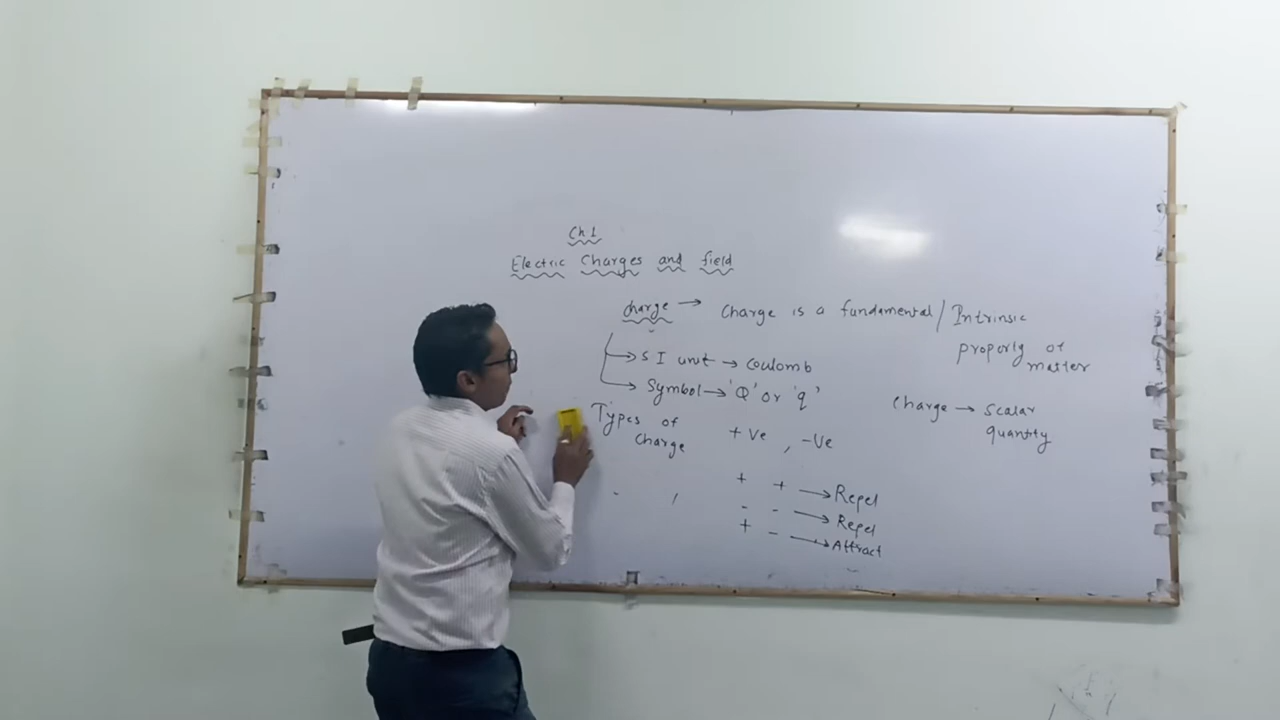 Ch 1
Electric Charges and field
Charge → Charge is a fundamental / Intrinsic
property of
matter
→ S I unit → Coulomb
→ Symbol → 'Q' or 'q'
Charge → Scalar
quantity
Types of
Charge
+Ve , -Ve
+ + → Repel
- - → Repel
+ - → Attract